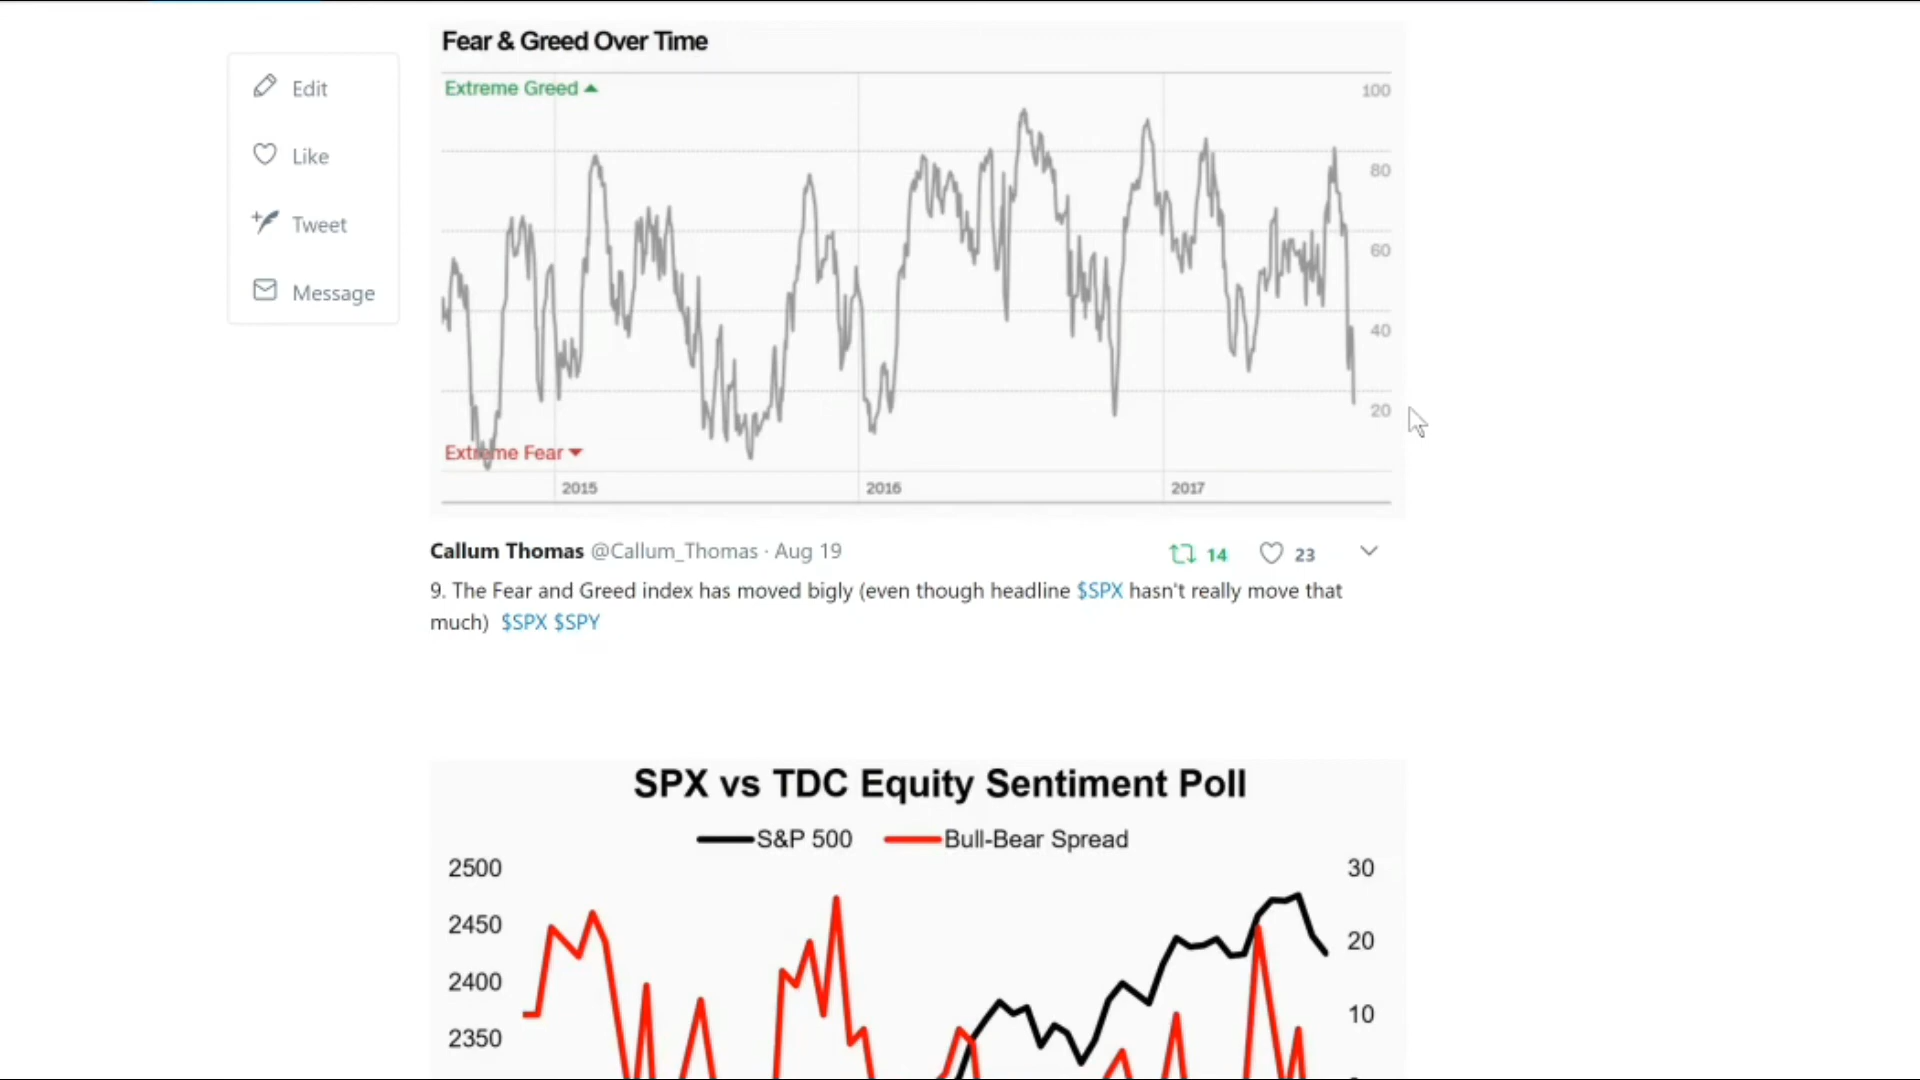 Fear & Greed Over Time
Edit
Like
Tweet
Message
Extreme Greed
100
80
60
40
20
Extreme Fear
2015 2016 2017
Callum Thomas @Callum_Thomas · Aug 19 14 23
9. The Fear and Greed index has moved bigly (even though headline $SPX hasn't really move that
much) $SPX $SPY
SPX vs TDC Equity Sentiment Poll
S&P 500 Bull-Bear Spread
2500 30
2450 20
2400 10
2350